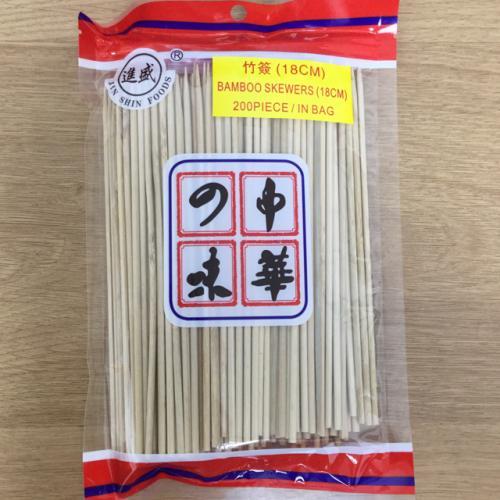 進盛
®
JIN SHIN FOODS
竹簽 (18CM)
BAMBOO SKEWERS (18CM)
200PIECE / IN BAG
中華
の味